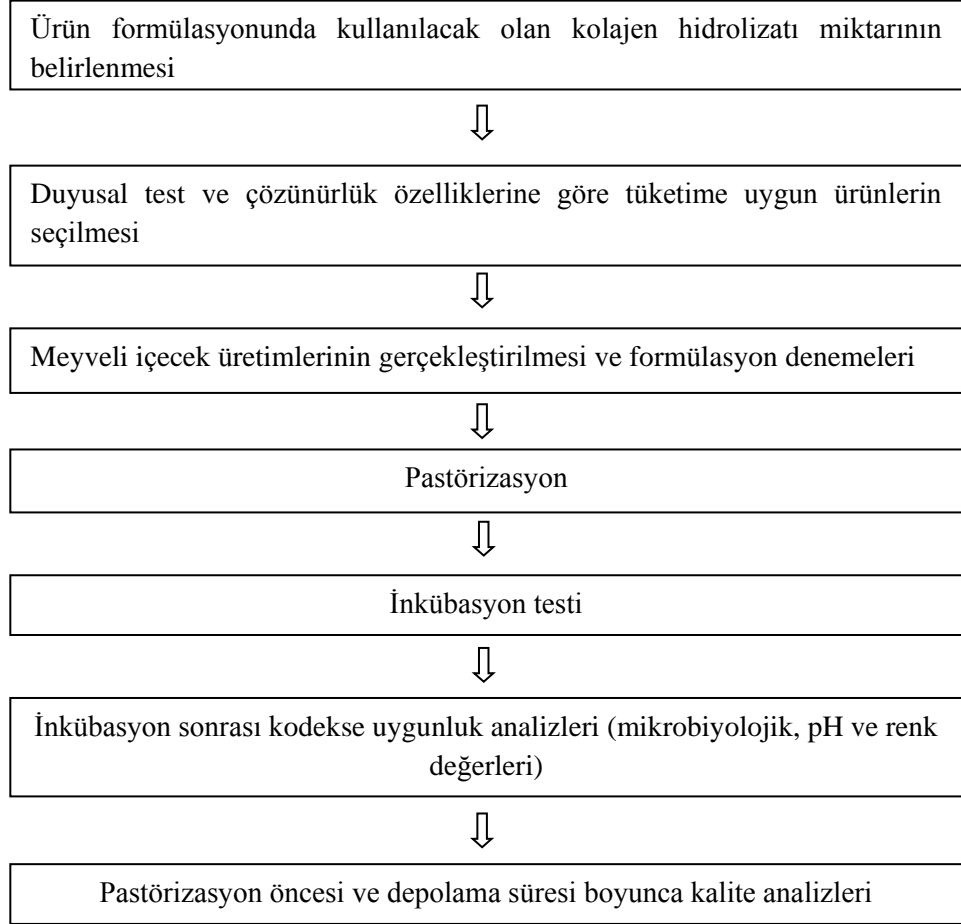 Ürün formülasyonunda kullanılacak olan kolajen hidrolizatı miktarının
belirlenmesi
Duyusal test ve çözünürlük özelliklerine göre tüketime uygun ürünlerin
seçilmesi
Meyveli içecek üretimlerinin gerçekleştirilmesi ve formülasyon denemeleri
Pastörizasyon
İnkübasyon testi
İnkübasyon sonrası kodekse uygunluk analizleri (mikrobiyolojik, pH ve renk
değerleri)
Pastörizasyon öncesi ve depolama süresi boyunca kalite analizleri